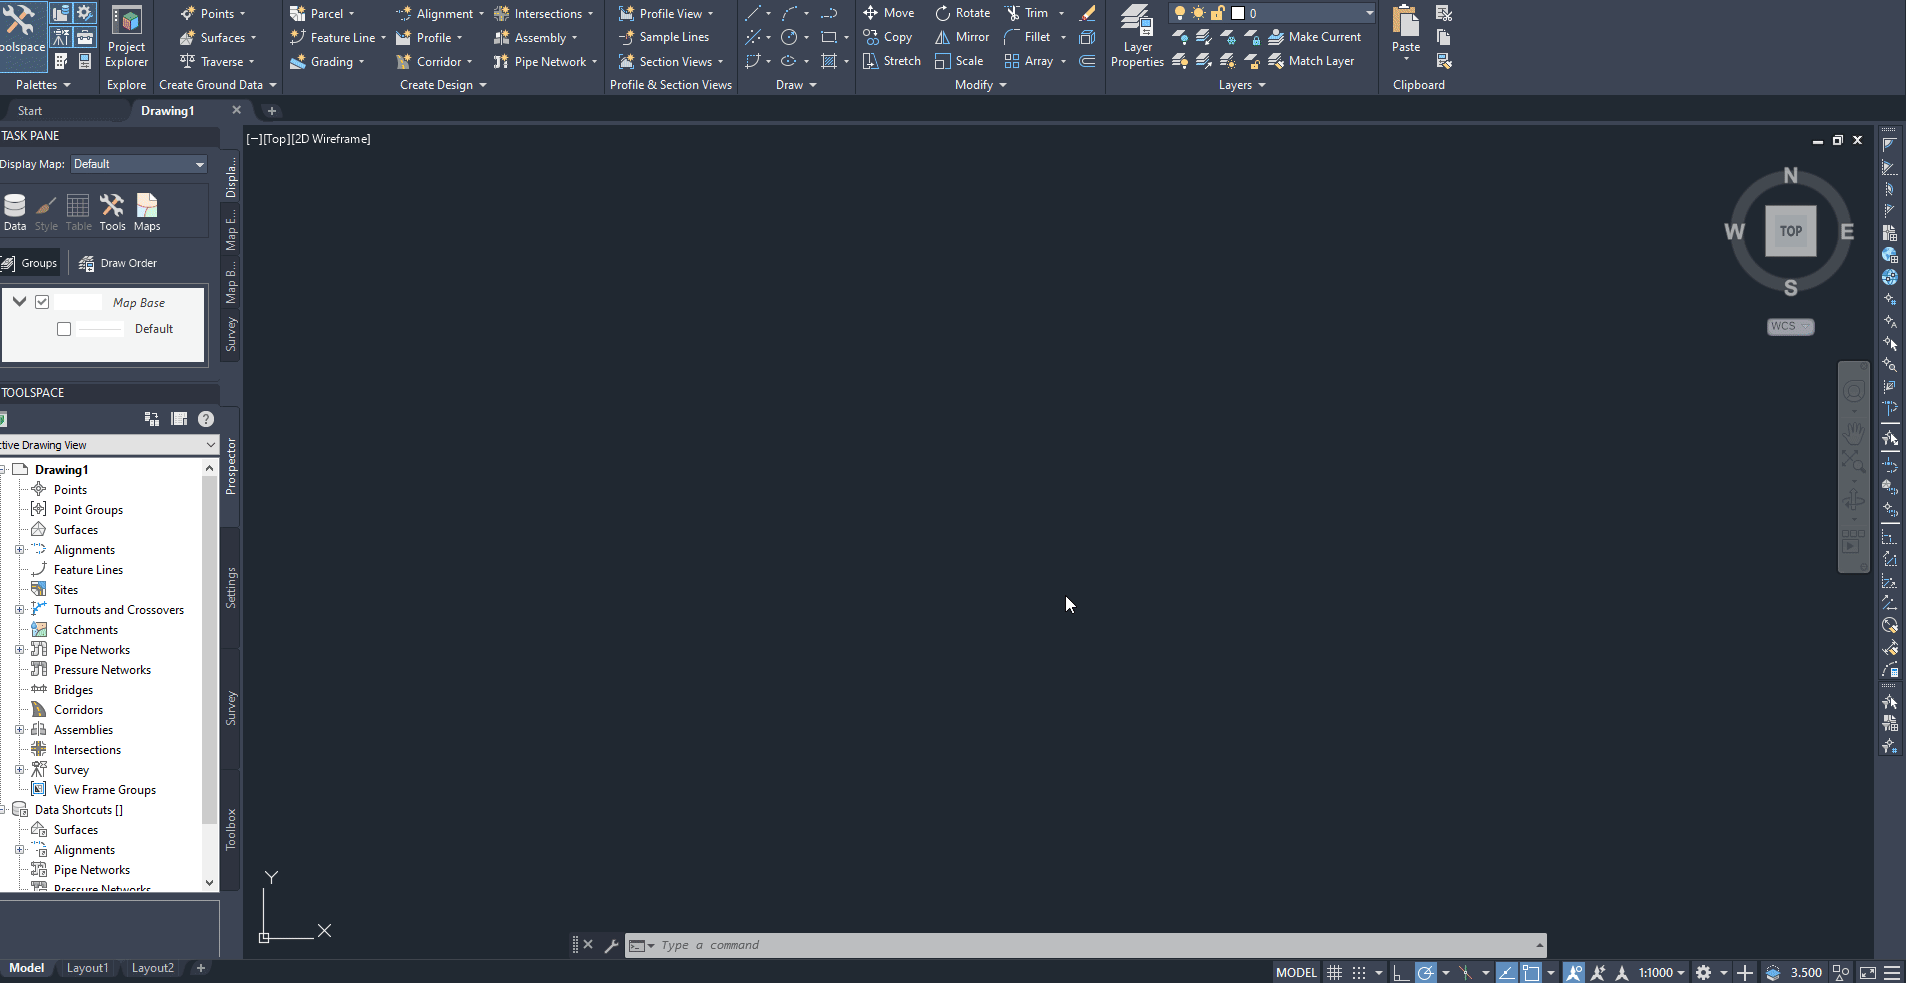 Points Parcel Alignment Intersections Profile View Move Rotate Trim 0
oolspace Project Explorer Surfaces Feature Line Profile Assembly Sample Lines Copy Mirror Fillet Layer Properties Make Current Paste
Traverse Grading Corridor Pipe Network Section Views Stretch Scale Array Match Layer
Palettes Explore Create Ground Data Create Design Profile & Section Views Draw Modify Layers Clipboard
Start Drawing1
TASK PANE
[−][Top][2D Wireframe]
Display Map: Default
Displa...
Data Style Table Tools Maps
Map E...
Groups Draw Order
Map B...
Map Base
Default
Survey
N
W TOP E
S
WCS
TOOLSPACE
ctive Drawing View
Prospector
Settings
Survey
Toolbox
Drawing1
Points
Point Groups
Surfaces
Alignments
Feature Lines
Sites
Turnouts and Crossovers
Catchments
Pipe Networks
Pressure Networks
Bridges
Corridors
Assemblies
Intersections
Survey
View Frame Groups
Data Shortcuts []
Surfaces
Alignments
Pipe Networks
Pressure Networks
Y
X
Type a command
Model Layout1 Layout2
MODEL 1:1000 3.500